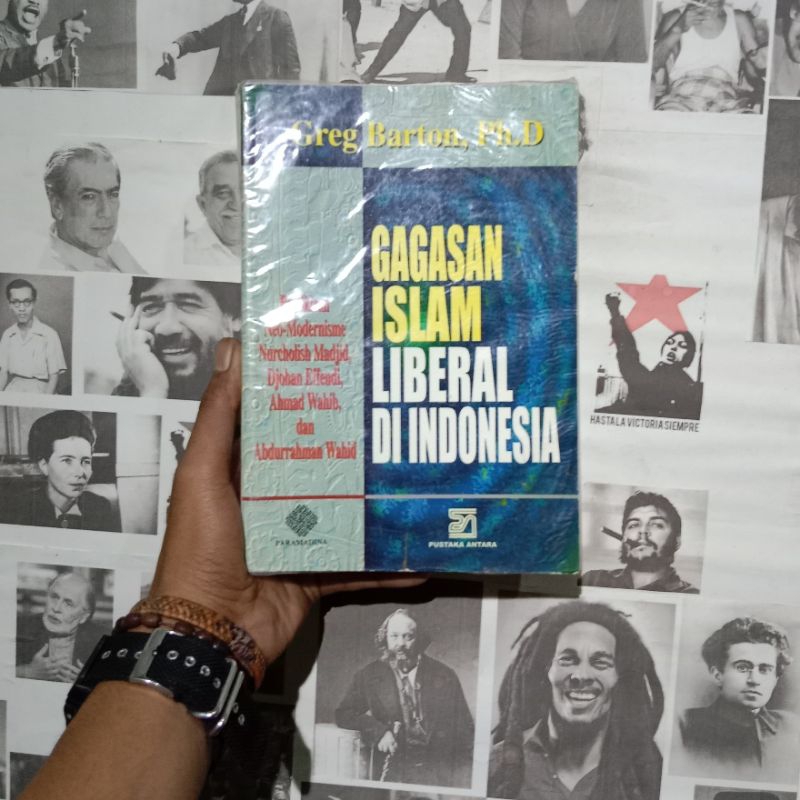 Greg Barton, Ph.D
GAGASAN
ISLAM
LIBERAL
DI INDONESIA
Neo-Modernisme
Nurcholish Madjid,
Djohan Effendi,
Ahmad Wahib,
dan
Abdurrahman Wahid
PARAMADINA
PUSTAKA ANTARA
HASTA LA VICTORIA SIEMPRE